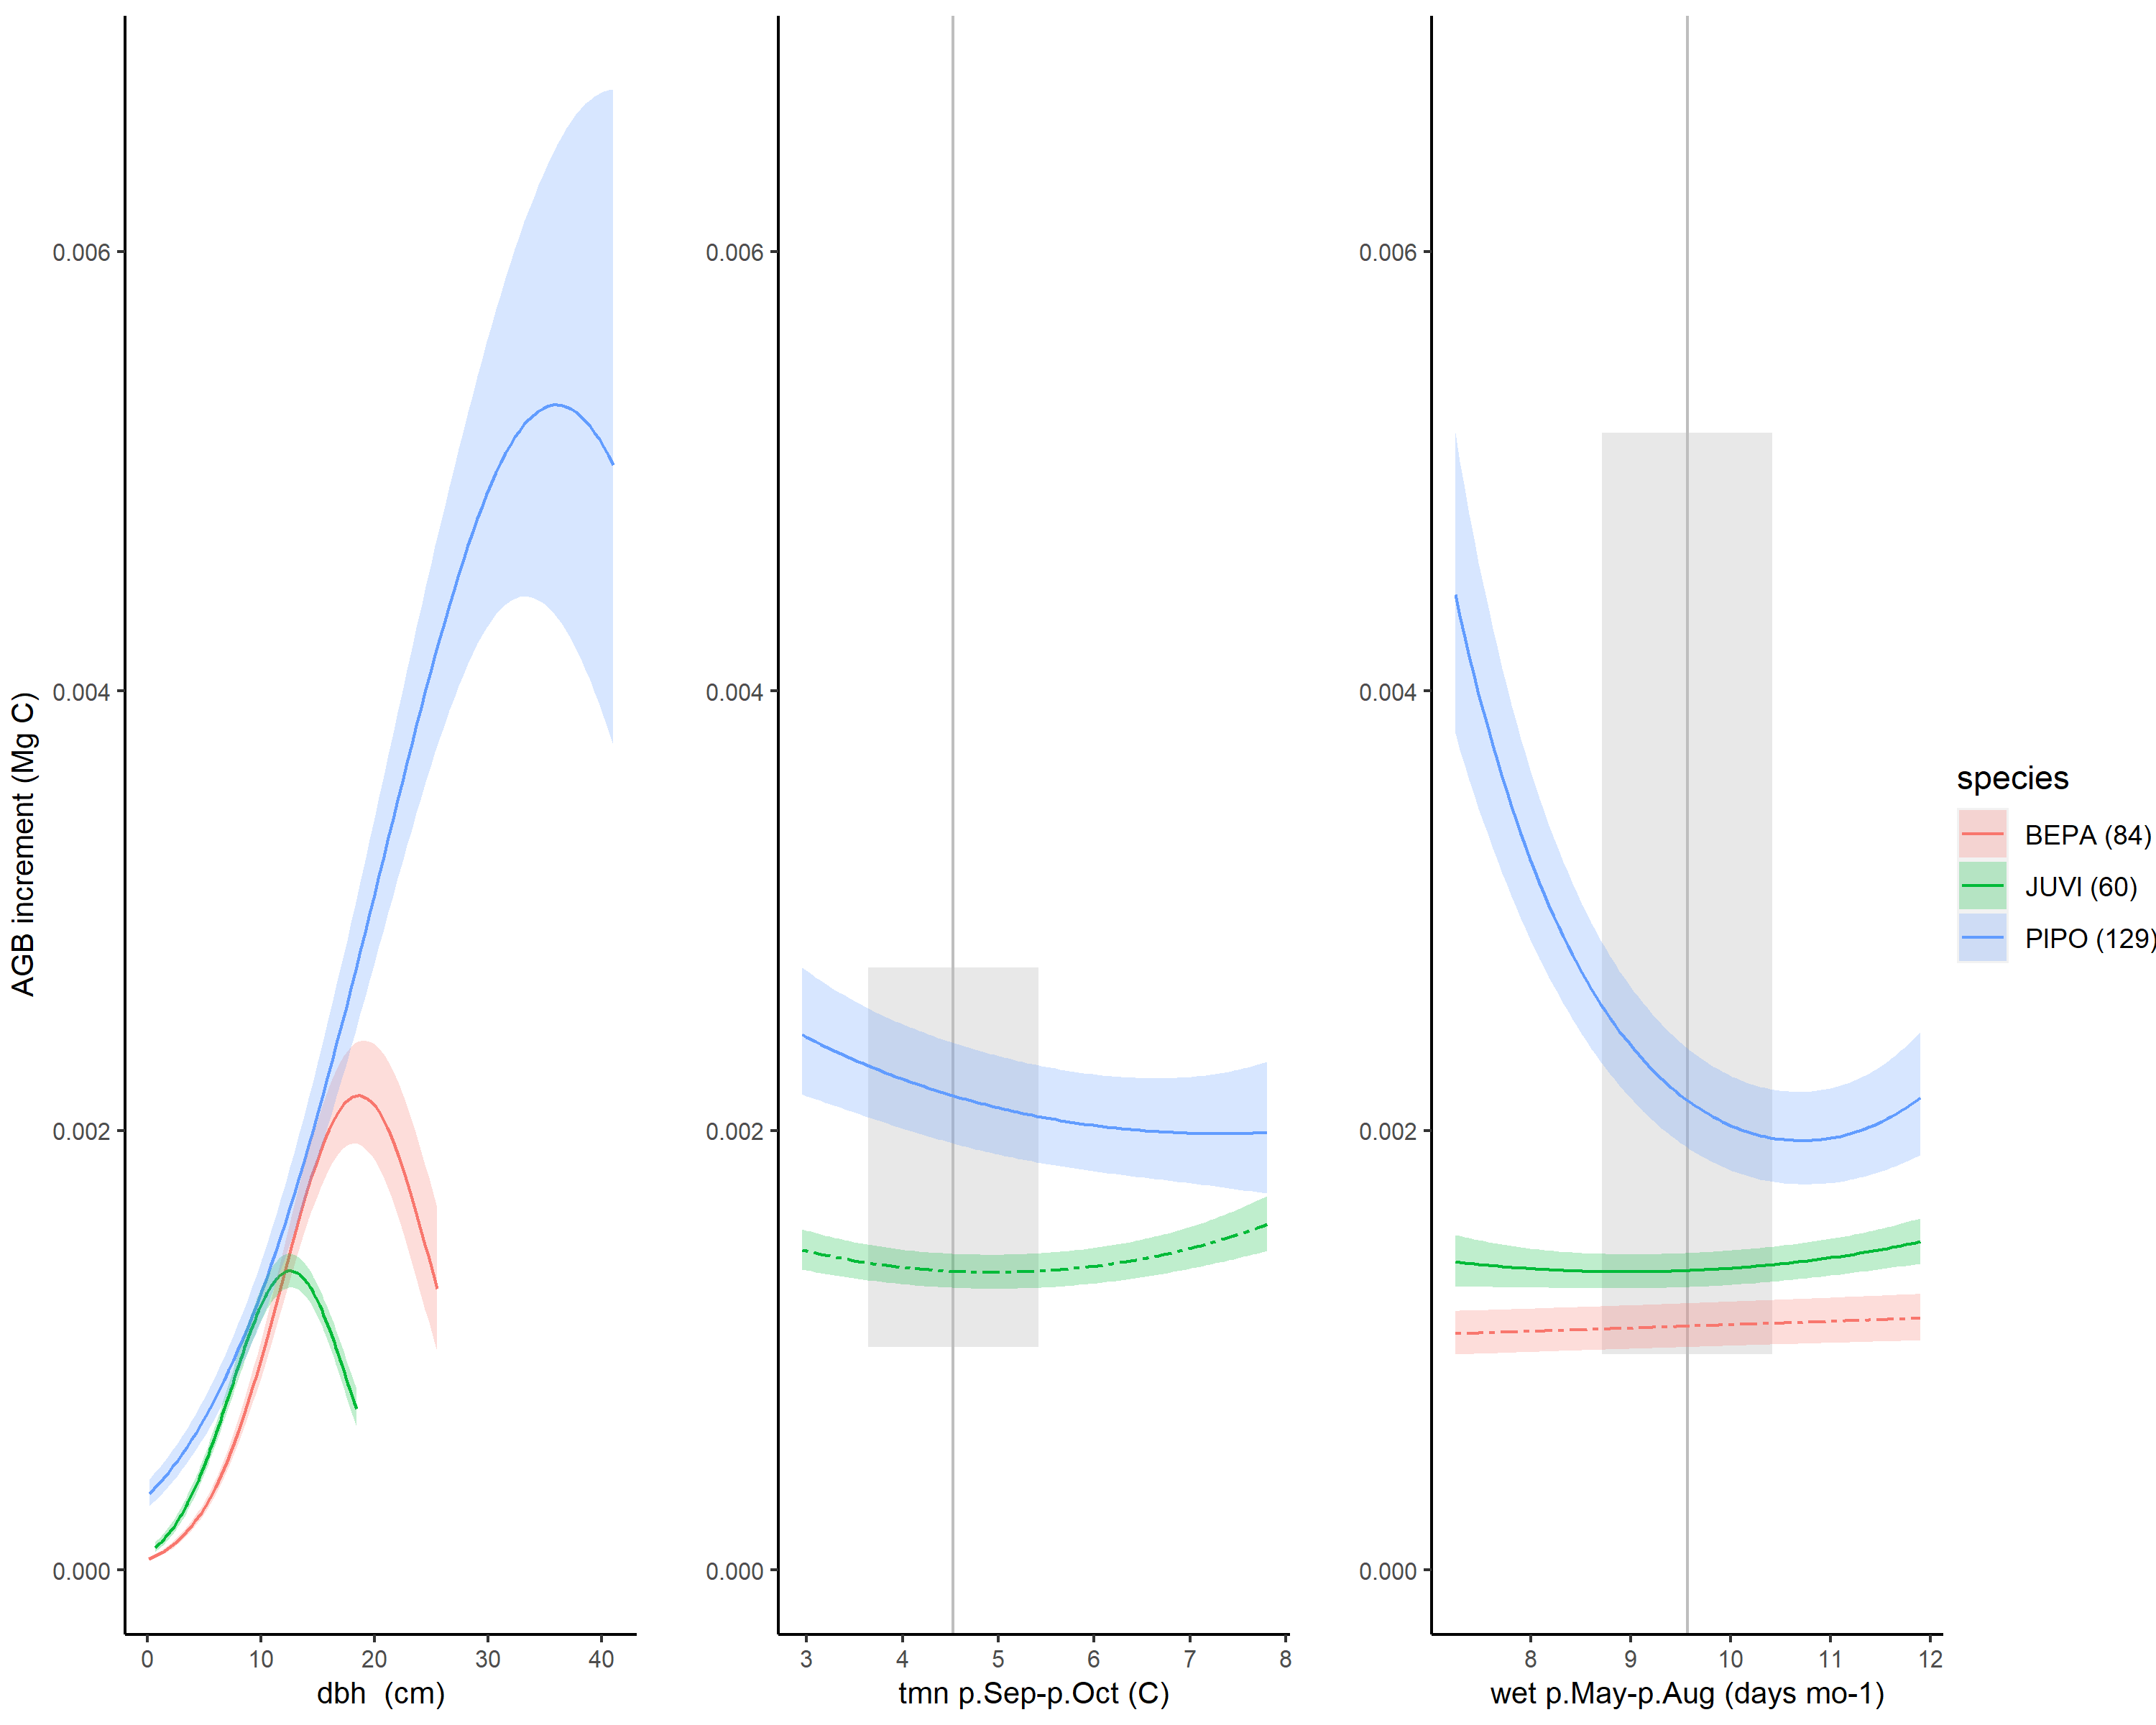 AGB increment (Mg C)
0.006
0.004
0.002
0.000
0 10 20 30 40
dbh  (cm)
0.006
0.004
0.002
0.000
3 4 5 6 7 8
tmn p.Sep-p.Oct (C)
0.006
0.004
0.002
0.000
8 9 10 11 12
wet p.May-p.Aug (days mo-1)
species
BEPA (84)
JUVI (60)
PIPO (129)